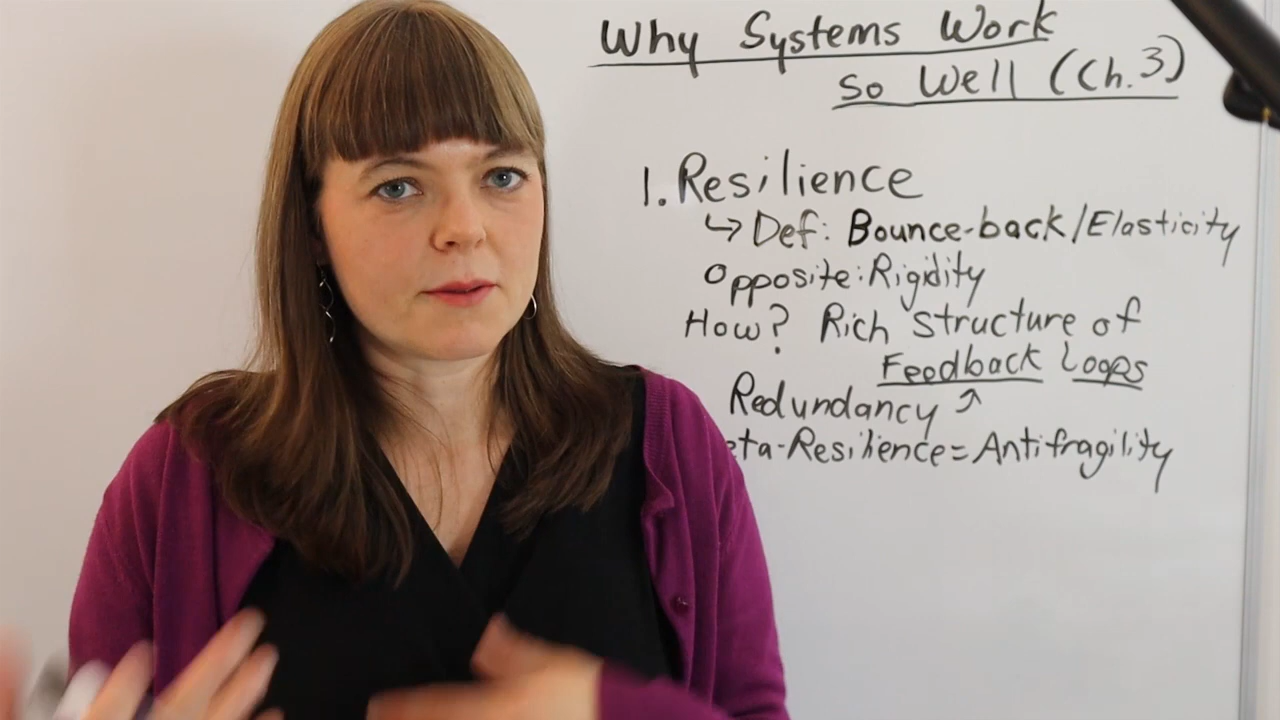 Why Systems Work
so Well (Ch.3)
1. Resilience
↳ Def: Bounce-back/Elasticity
Opposite: Rigidity
How? Rich structure of
Feedback Loops
Redundancy ↗
eta-Resilience = Antifragility